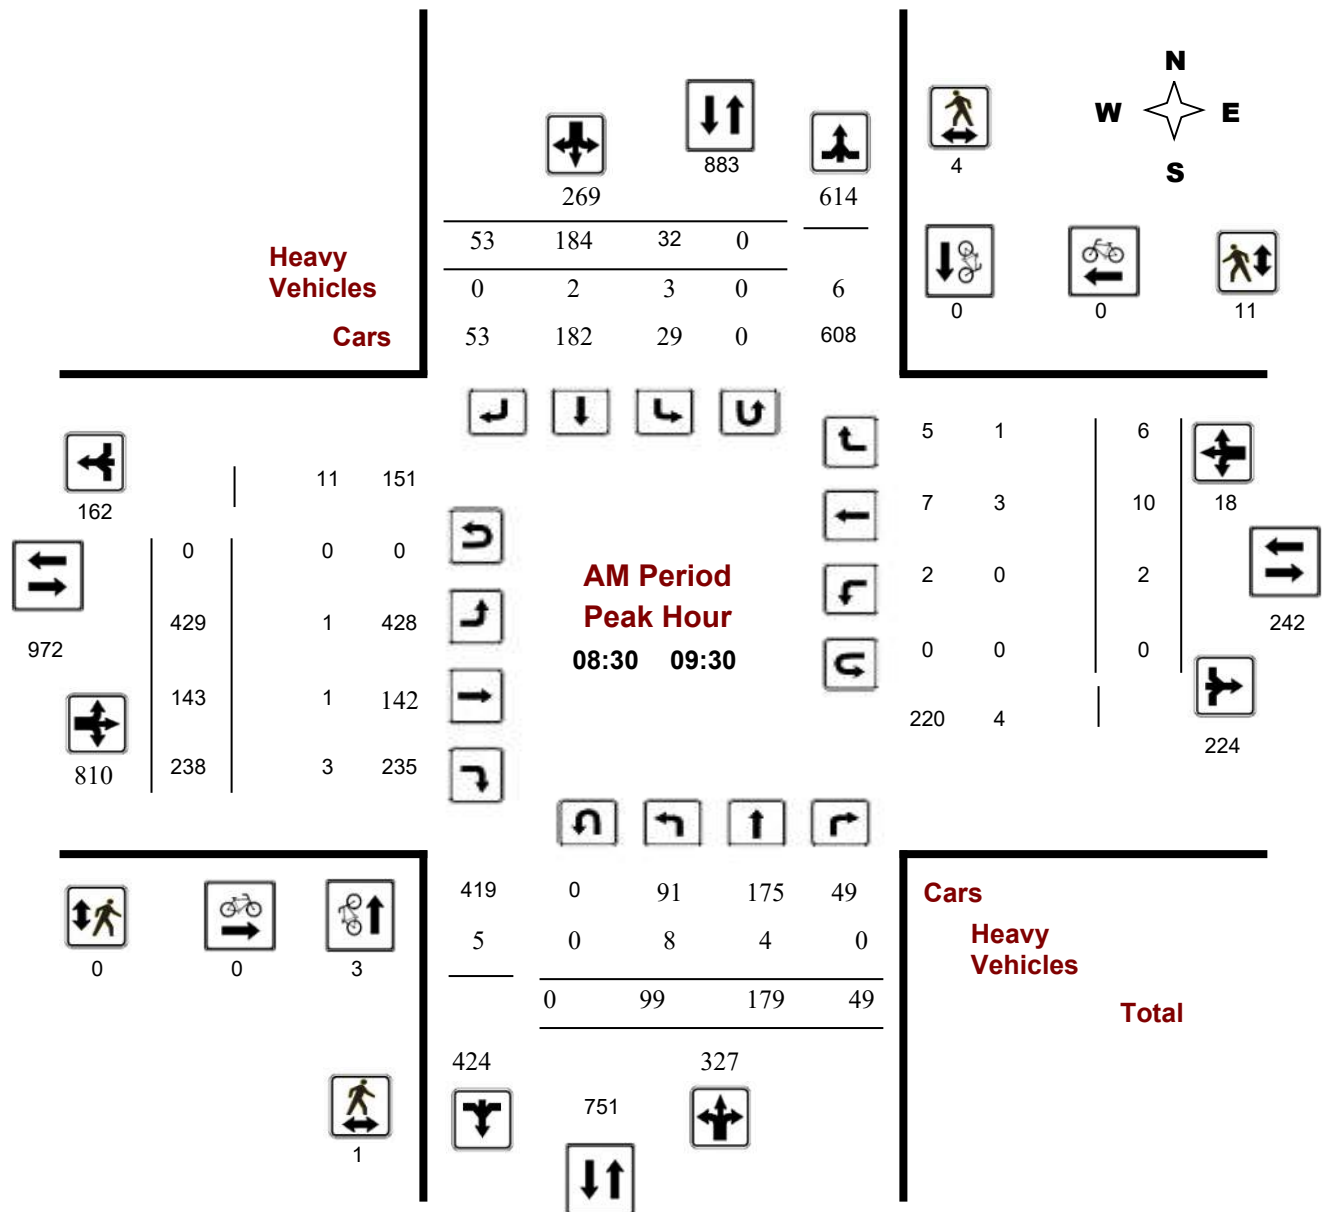 N
W E
S
883
4
269 614
53 184 32 0
Heavy
Vehicles 0 2 3 0 6
Cars 53 182 29 0 608
0 0 11
5 1 6
11 151
162
7 3 10 18
0 0 0
AM Period
2 0 2
Peak Hour
429 1 428
242
972
08:30 09:30
0 0 0
143 1 142
220 4
224
810 238 3 235
419 0 91 175 49 Cars
5 0 8 4 0 Heavy
Vehicles
0 0 3
0 99 179 49 Total
424 327
751
1